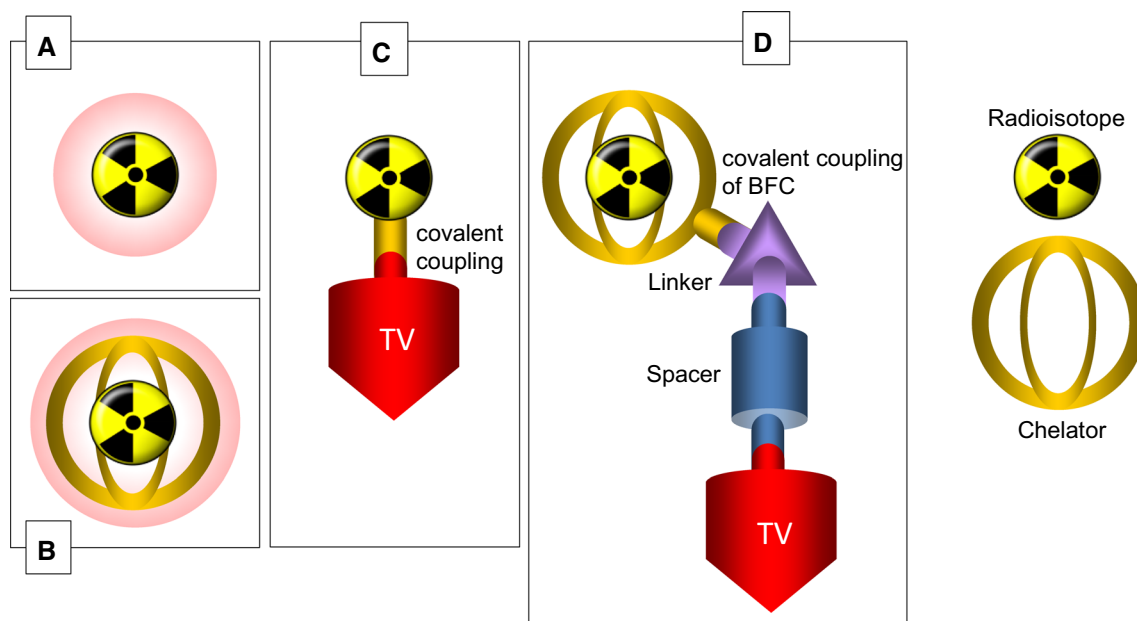 A
B
C
covalent
coupling
TV
D
covalent coupling
of BFC
Linker
Spacer
TV
Radioisotope
Chelator